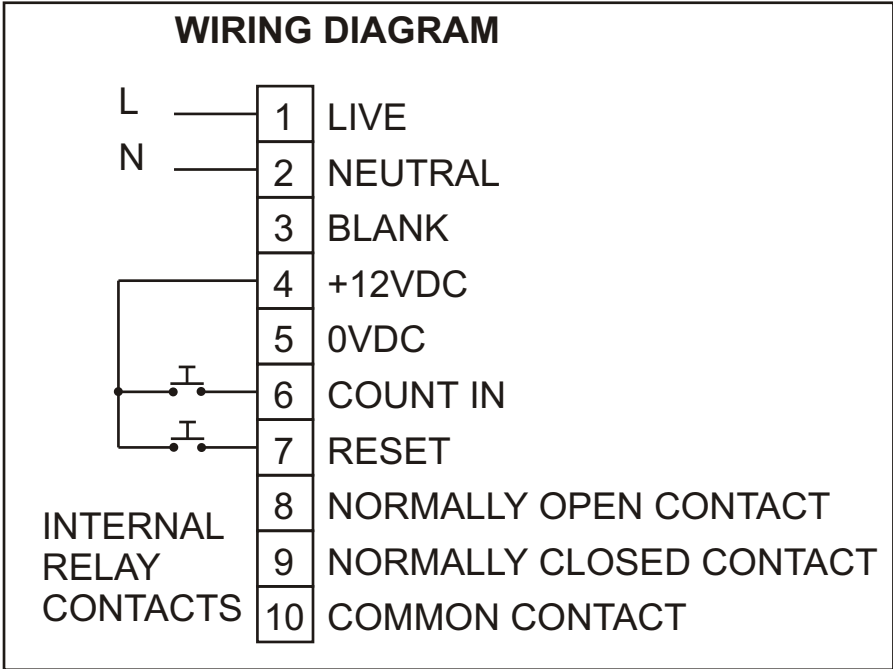 WIRING DIAGRAM
L 1 LIVE
N 2 NEUTRAL
3 BLANK
4 +12VDC
5 0VDC
6 COUNT IN
7 RESET
8 NORMALLY OPEN CONTACT
9 NORMALLY CLOSED CONTACT
10 COMMON CONTACT
INTERNAL
RELAY
CONTACTS